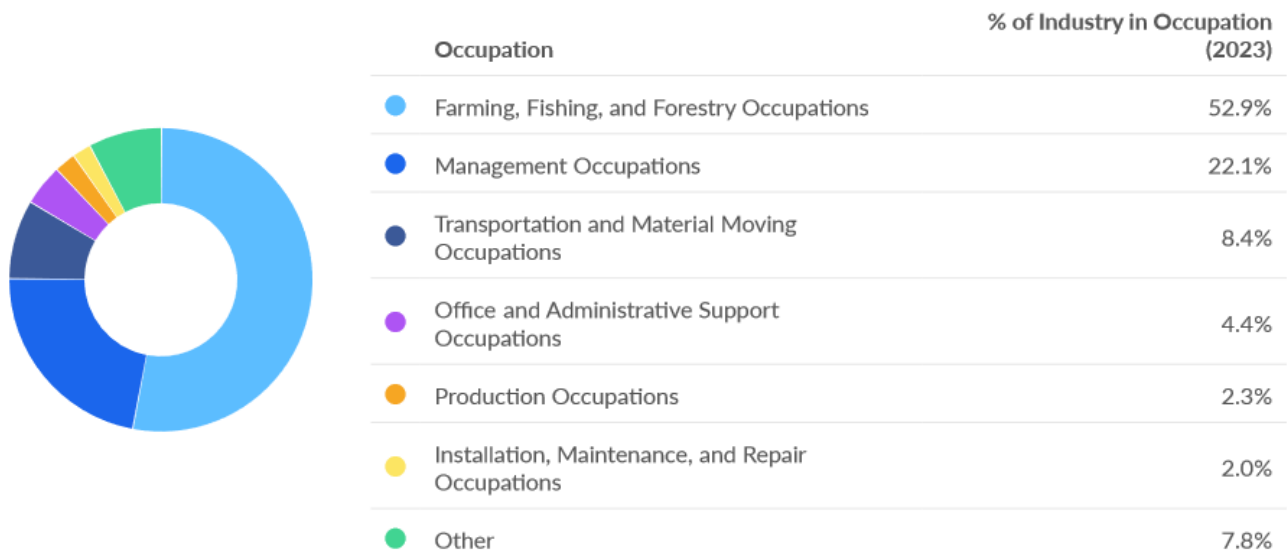 % of Industry in Occupation
Occupation (2023)
Farming, Fishing, and Forestry Occupations 52.9%
Management Occupations 22.1%
Transportation and Material Moving
Occupations 8.4%
Office and Administrative Support
Occupations 4.4%
Production Occupations 2.3%
Installation, Maintenance, and Repair
Occupations 2.0%
Other 7.8%